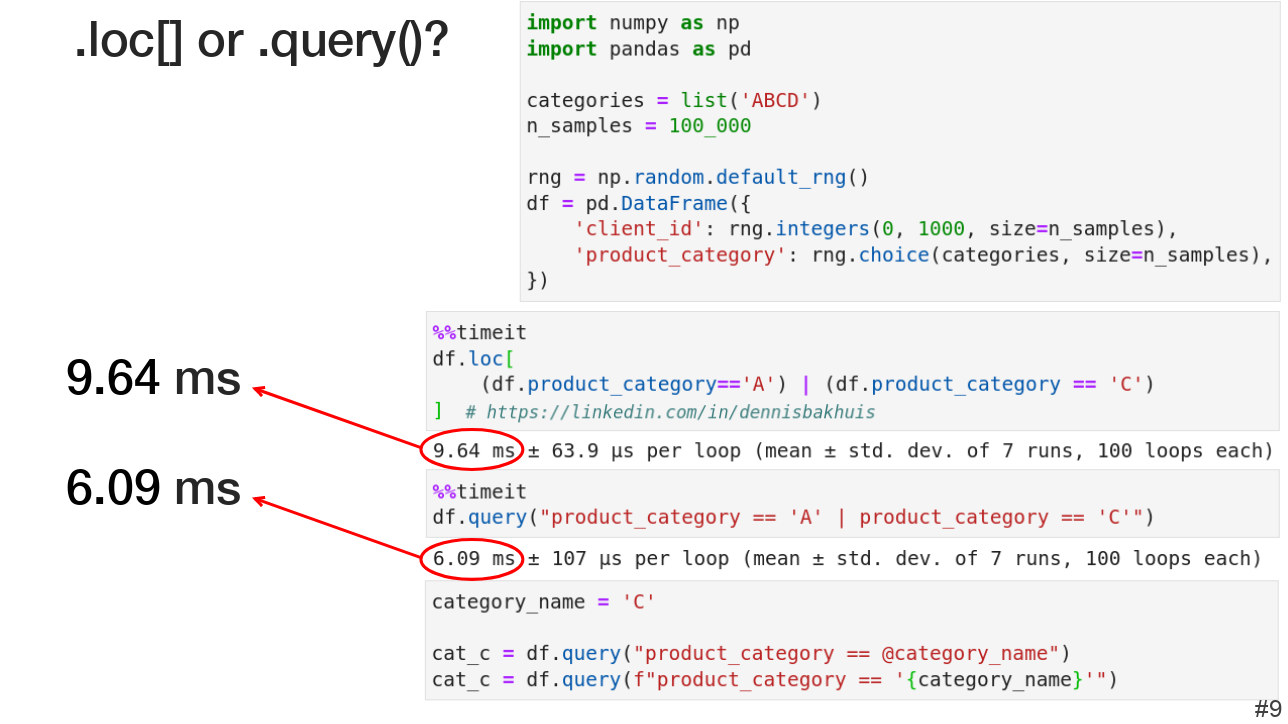 .loc[] or .query()?
import numpy as np
import pandas as pd
categories = list('ABCD')
n_samples = 100_000
rng = np.random.default_rng()
df = pd.DataFrame({
    'client_id': rng.integers(0, 1000, size=n_samples),
    'product_category': rng.choice(categories, size=n_samples),
})
%%timeit
df.loc[
    (df.product_category=='A') | (df.product_category == 'C')
]  # https://linkedin.com/in/dennisbakhuis
9.64 ms
9.64 ms ± 63.9 µs per loop (mean ± std. dev. of 7 runs, 100 loops each)
%%timeit
df.query("product_category == 'A' | product_category == 'C'")
6.09 ms
6.09 ms ± 107 µs per loop (mean ± std. dev. of 7 runs, 100 loops each)
category_name = 'C'
cat_c = df.query("product_category == @category_name")
cat_c = df.query(f"product_category == '{category_name}'")
#9